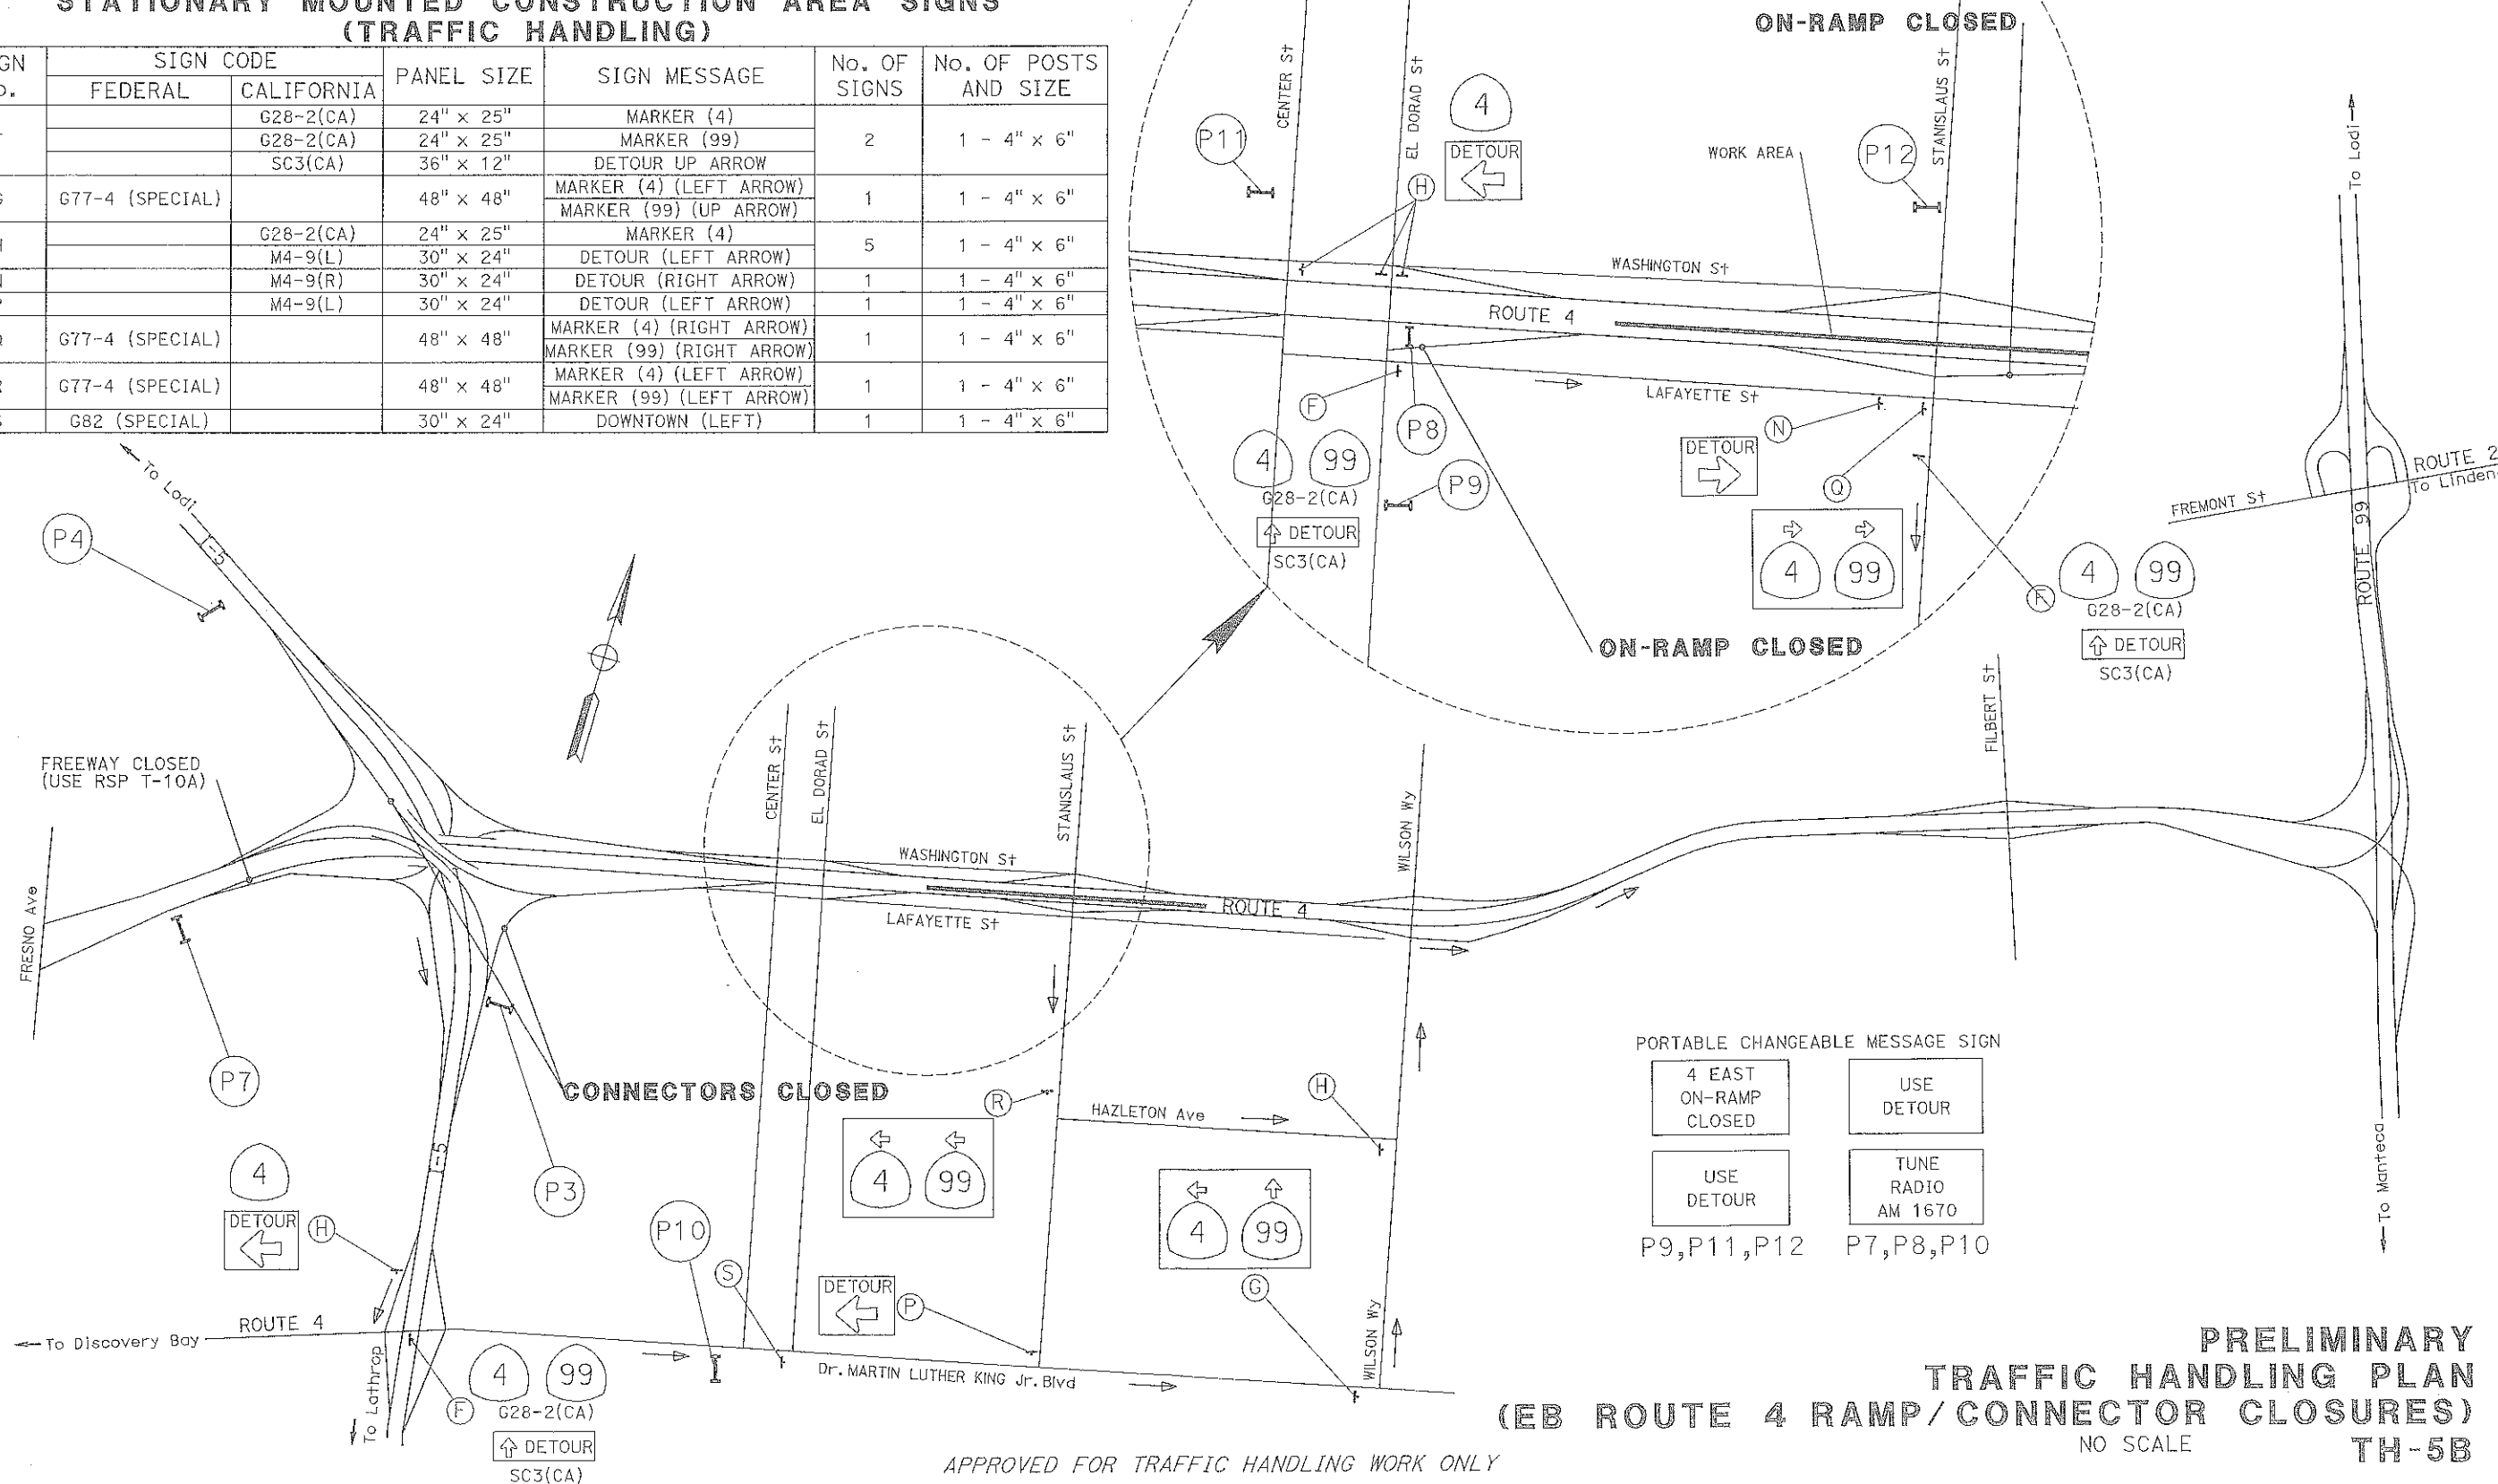 STATIONARY MOUNTED CONSTRUCTION AREA SIGNS
(TRAFFIC HANDLING)
SIGN CODE
PANEL SIZE
SIGN MESSAGE
No. OF SIGNS
No. OF POSTS AND SIZE
FEDERAL CALIFORNIA
G28-2(CA) 24" x 25" MARKER (4)
G28-2(CA) 24" x 25" MARKER (99) 2 1 - 4" x 6"
SC3(CA) 36" x 12" DETOUR UP ARROW
G77-4 (SPECIAL) 48" x 48" MARKER (4) (LEFT ARROW) 1 1 - 4" x 6"
MARKER (99) (UP ARROW)
G28-2(CA) 24" x 25" MARKER (4) 5 1 - 4" x 6"
M4-9(L) 30" x 24" DETOUR (LEFT ARROW)
M4-9(R) 30" x 24" DETOUR (RIGHT ARROW) 1 1 - 4" x 6"
M4-9(L) 30" x 24" DETOUR (LEFT ARROW) 1 1 - 4" x 6"
G77-4 (SPECIAL) 48" x 48" MARKER (4) (RIGHT ARROW) 1 1 - 4" x 6"
MARKER (99) (RIGHT ARROW)
G77-4 (SPECIAL) 48" x 48" MARKER (4) (LEFT ARROW) 1 1 - 4" x 6"
MARKER (99) (LEFT ARROW)
G82 (SPECIAL) 30" x 24" DOWNTOWN (LEFT) 1 1 - 4" x 6"
ON-RAMP CLOSED
CENTER St
EL DORAD St
STANISLAUS St
P11
4
DETOUR
H
WORK AREA
P12
WASHINGTON St
ROUTE 4
LAFAYETTE St
F
P8
P9
4 99
G28-2(CA)
DETOUR
SC3(CA)
N
DETOUR
Q
4 99
F
4 99
G28-2(CA)
DETOUR
SC3(CA)
ON-RAMP CLOSED
To Lodi
ROUTE 2
To Linden
FREMONT St
ROUTE 99
To Lodi
I-5
P4
FREEWAY CLOSED
(USE RSP T-10A)
FRESNO Ave
P7
CENTER St
EL DORAD St
STANISLAUS St
WASHINGTON St
ROUTE 4
LAFAYETTE St
WILSON Wy
FILBERT St
CONNECTORS CLOSED
P3
I-5
R
4 99
HAZLETON Ave
H
4
DETOUR
H
P10
S
DETOUR
P
4 99
G
WILSON Wy
To Discovery Bay
ROUTE 4
To Lathrop
F
4 99
G28-2(CA)
DETOUR
SC3(CA)
Dr. MARTIN LUTHER KING Jr. Blvd
PORTABLE CHANGEABLE MESSAGE SIGN
4 EAST
ON-RAMP
CLOSED
USE
DETOUR
USE
DETOUR
TUNE
RADIO
AM 1670
P9,P11,P12
P7,P8,P10
To Manteca
PRELIMINARY
TRAFFIC HANDLING PLAN
(EB ROUTE 4 RAMP/CONNECTOR CLOSURES)
NO SCALE
TH-5B
APPROVED FOR TRAFFIC HANDLING WORK ONLY